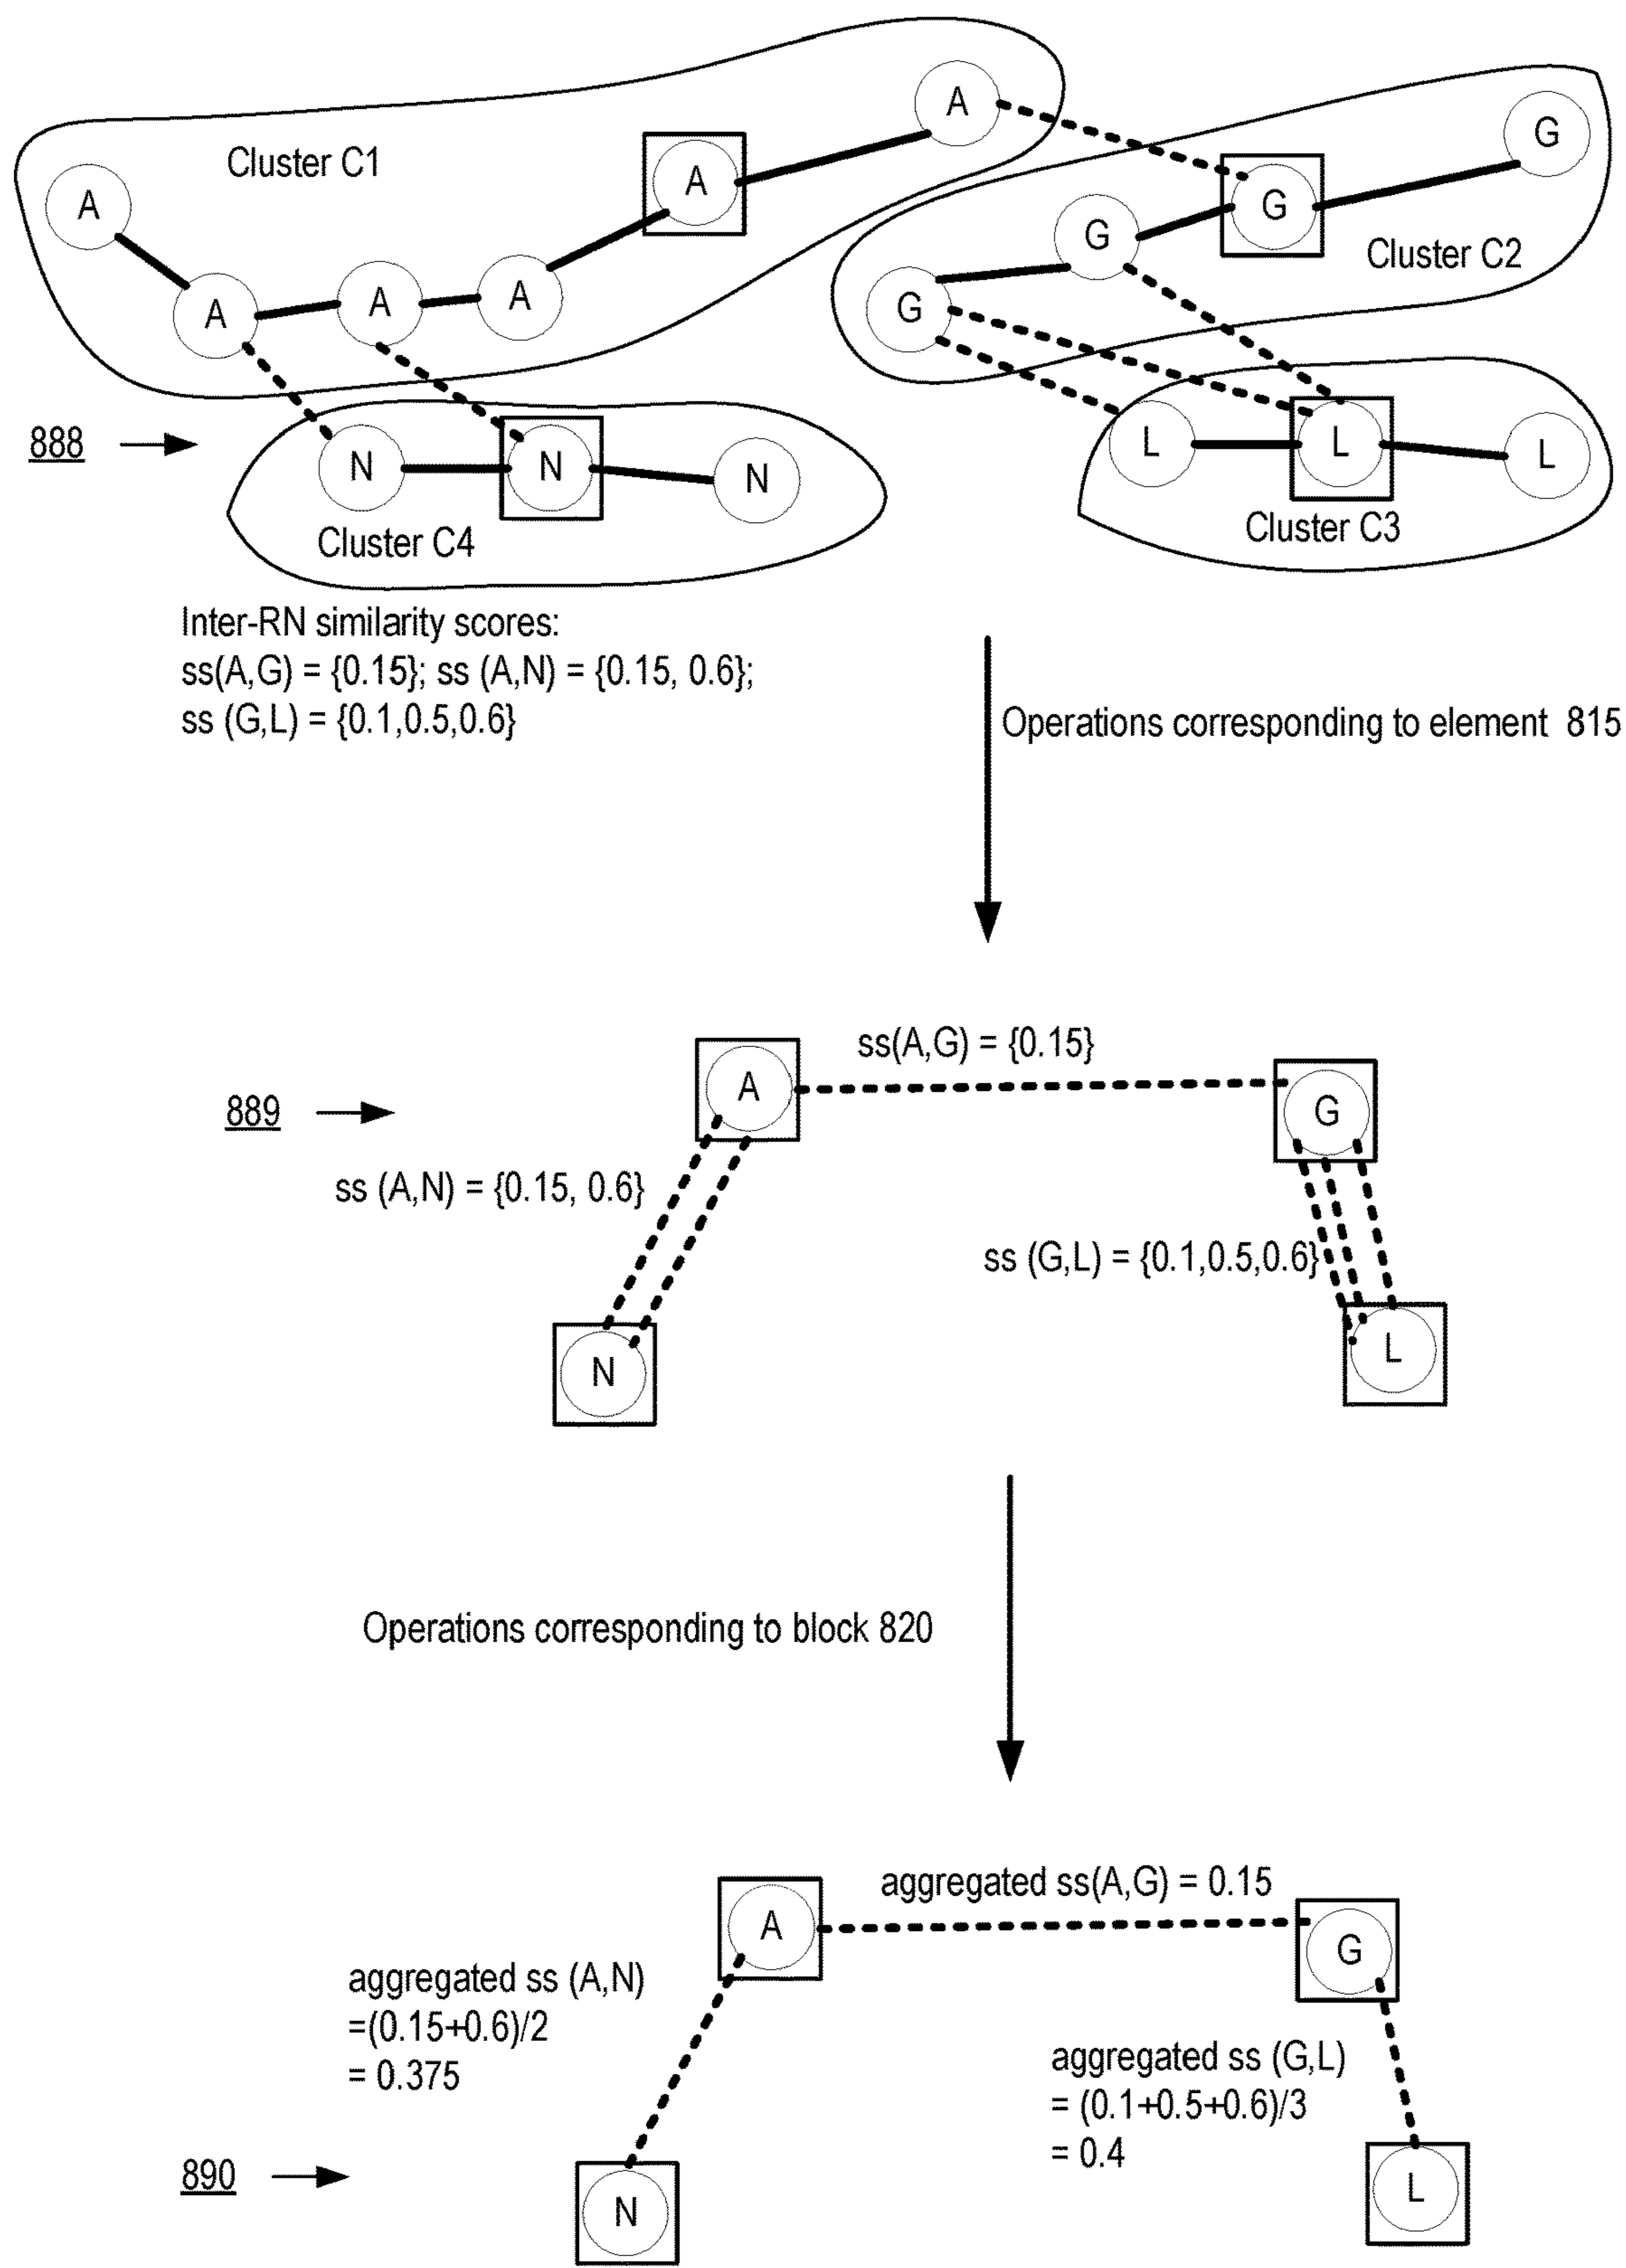 A
Cluster C1
A
G
A
G
A
G
Cluster C2
A
A
A
G
888
N
N
N
L
L
L
Cluster C4
Cluster C3
Inter-RN similarity scores:
ss(A,G) = {0.15}; ss (A,N) = {0.15, 0.6};
ss (G,L) = {0.1,0.5,0.6}
Operations corresponding to element 815
ss(A,G) = {0.15}
A
G
889
ss (A,N) = {0.15, 0.6}
ss (G,L) = {0.1,0.5,0.6}
N
L
Operations corresponding to block 820
aggregated ss(A,G) = 0.15
A
G
aggregated ss (A,N)
=(0.15+0.6)/2
= 0.375
aggregated ss (G,L)
= (0.1+0.5+0.6)/3
= 0.4
890
N
L